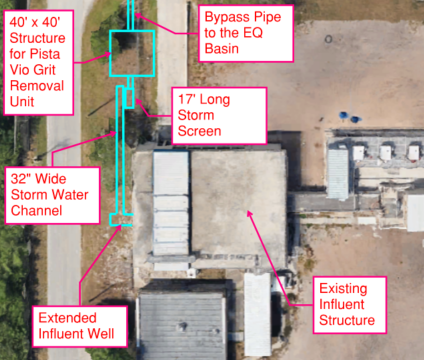 40' x 40'
Structure
for Pista
Vio Grit
Removal
Unit
Bypass Pipe
to the EQ
Basin
17' Long
Storm
Screen
32" Wide
Storm Water
Channel
Extended
Influent Well
Existing
Influent
Structure